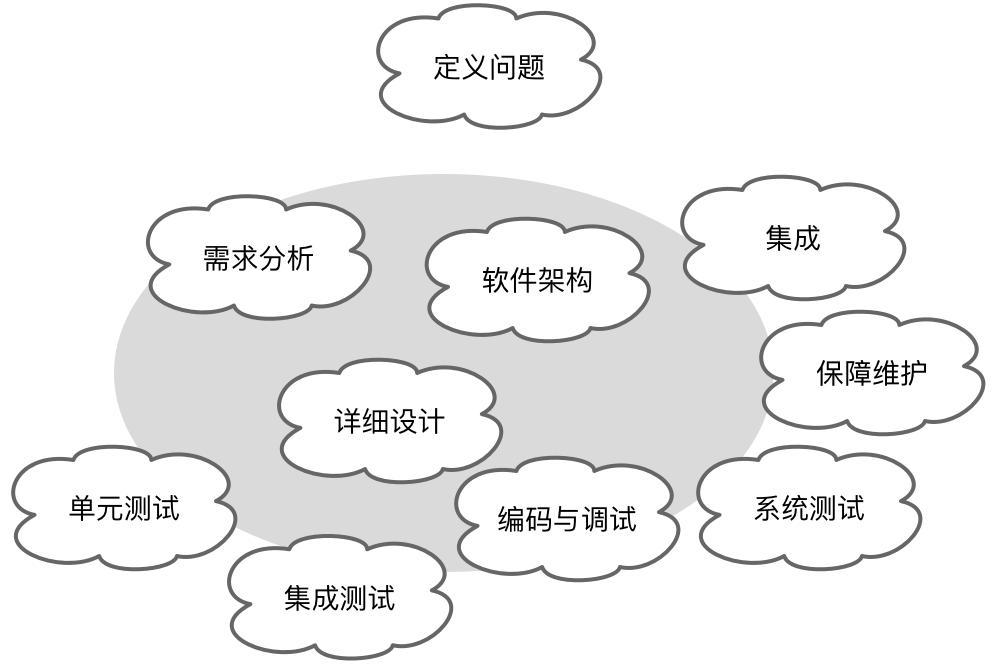 定义问题
需求分析
软件架构
集成
保障维护
详细设计
单元测试
编码与调试
系统测试
集成测试